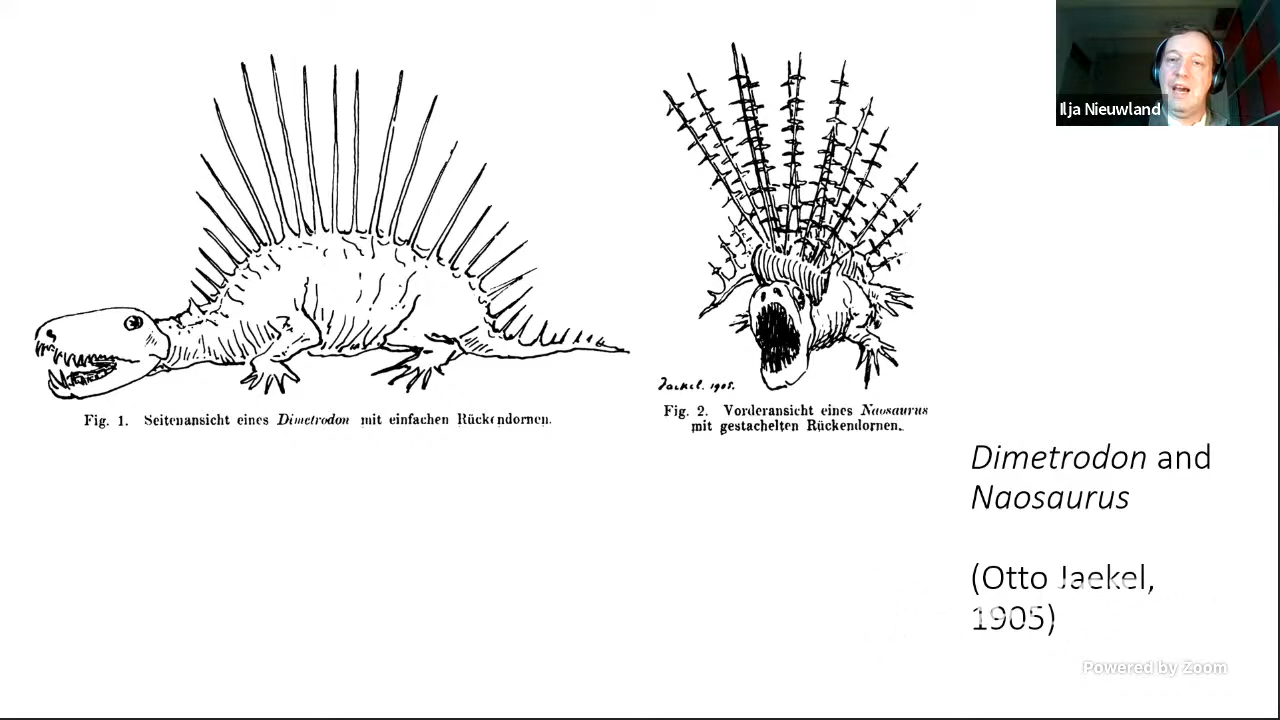 Ilja Nieuwland
Jaekel. 1905.
Fig. 1. Seitenansicht eines Dimetrodon mit einfachen Rückendornen.
Fig. 2. Vorderansicht eines Naosaurus
mit gestachelten Rückendornen.
Dimetrodon and
Naosaurus
(Otto Jaekel,
1905)
Powered by Zoom